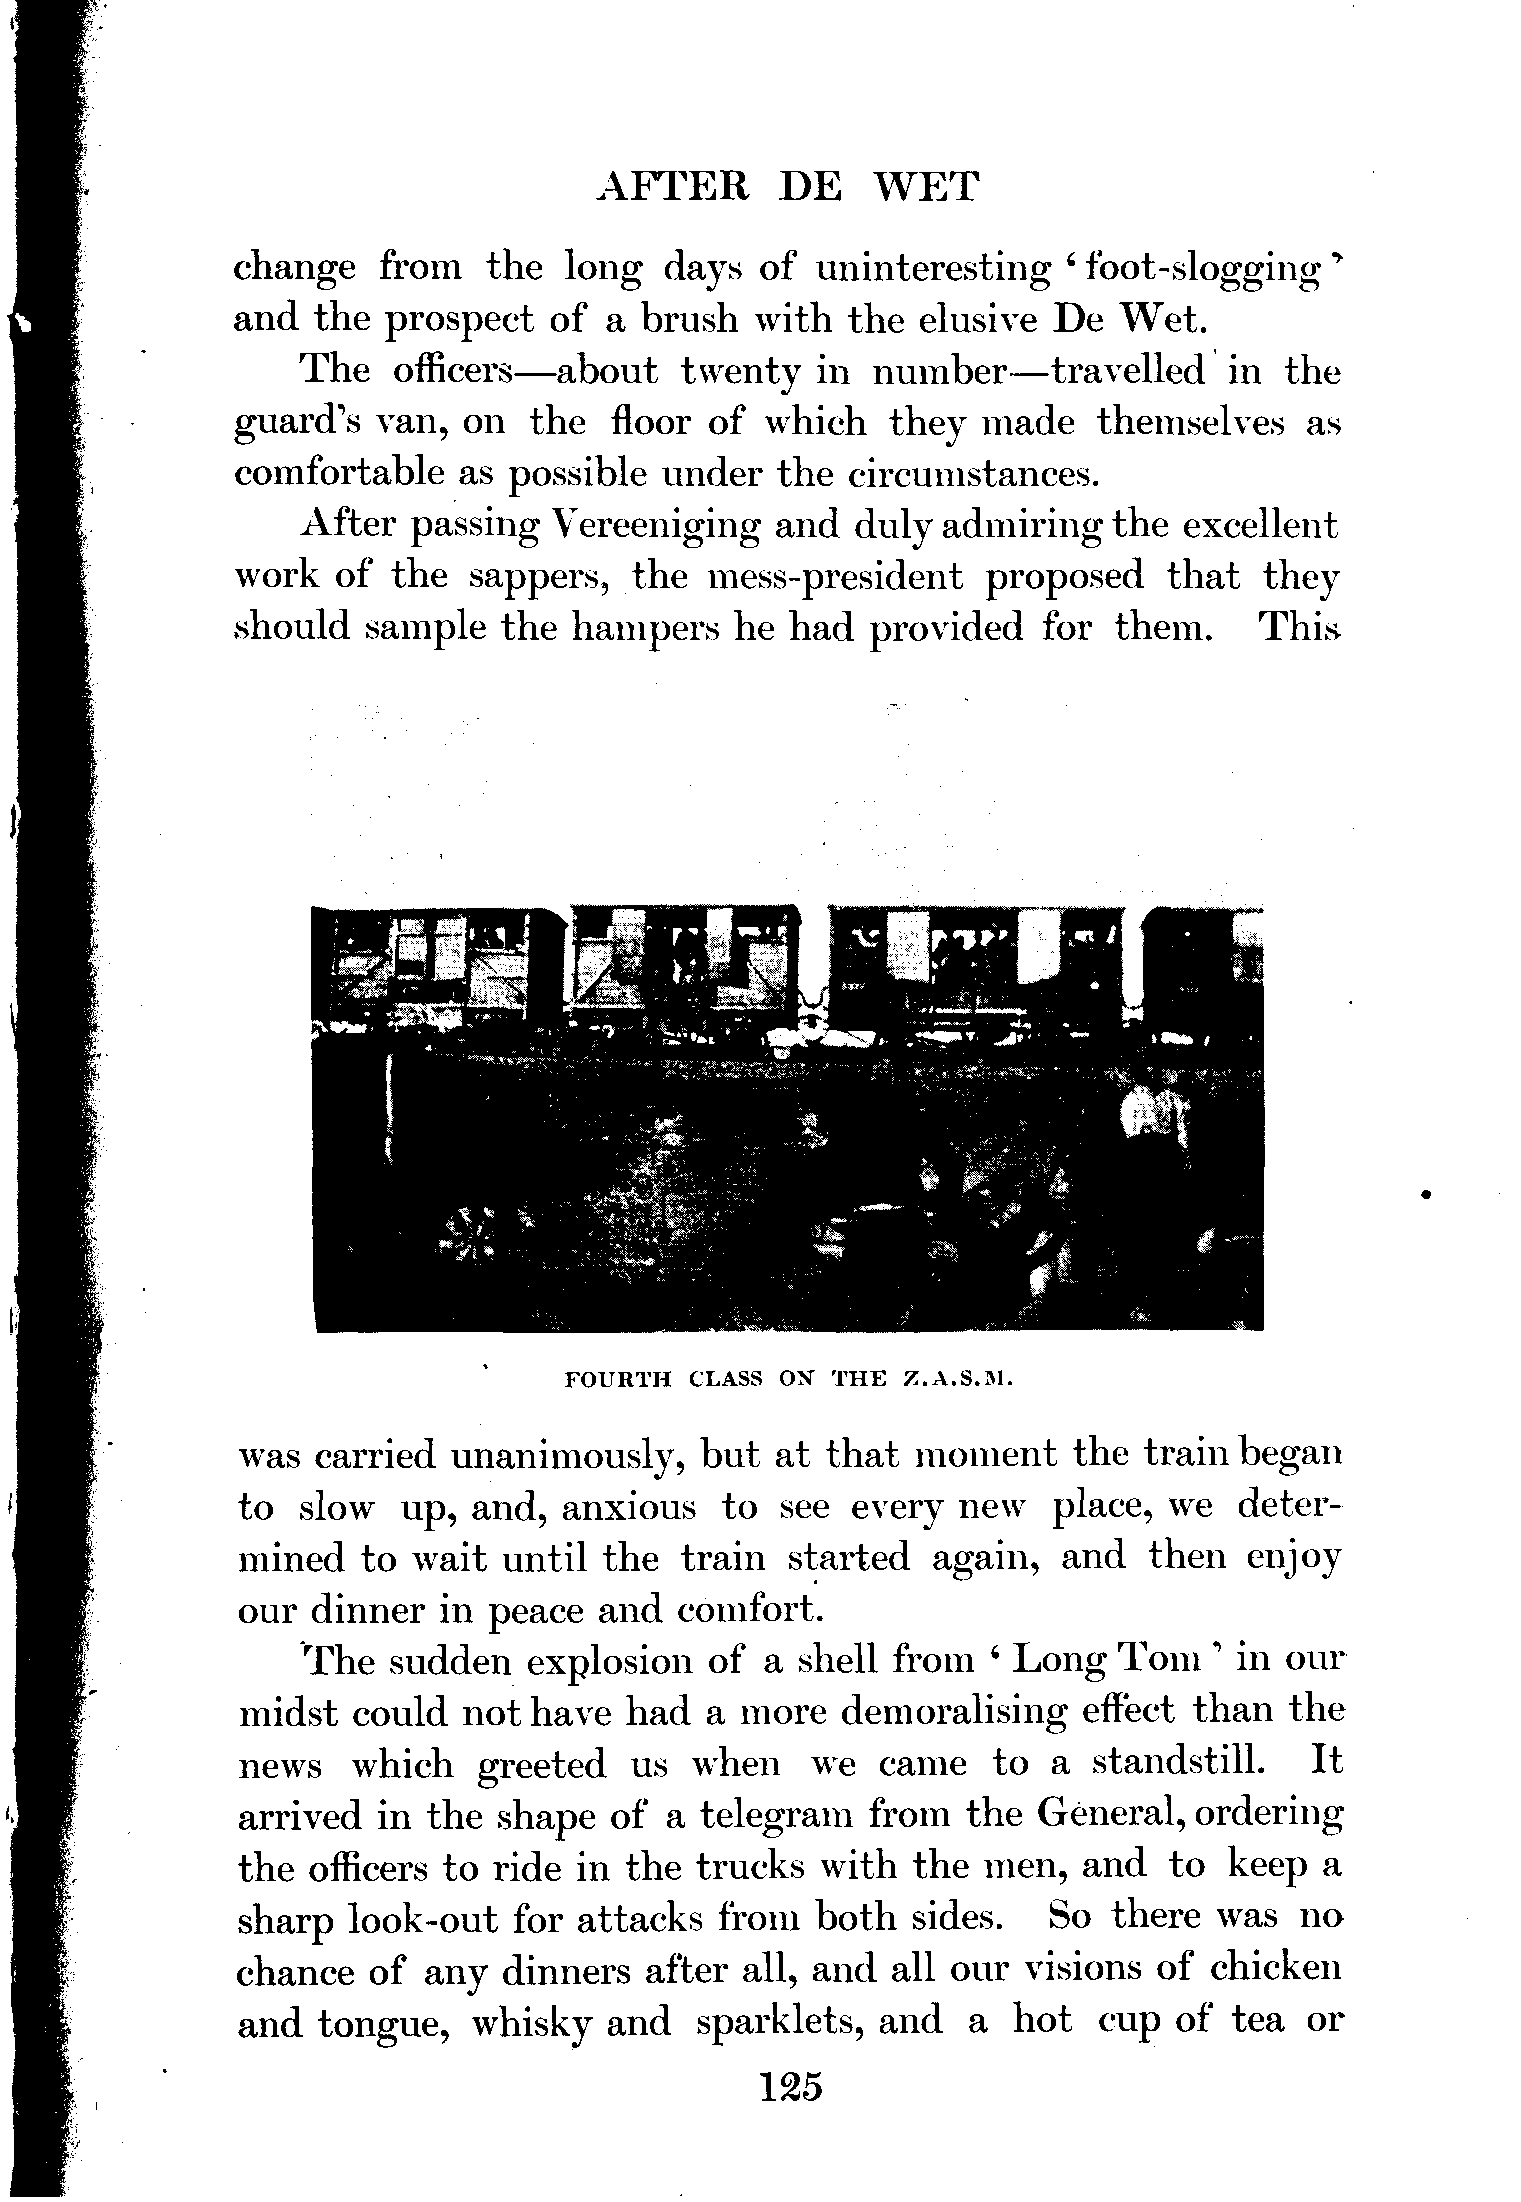 AFTER DE WET
change from the long days of uninteresting ‘ foot-slogging ’
and the prospect of a brush with the elusive De Wet.
The officers—about twenty in number—travelled in the
guard’s van, on the floor of which they made themselves as
comfortable as possible under the circumstances.
After passing Vereeniging and duly admiring the excellent
work of the sappers, the mess-president proposed that they
should sample the hampers he had provided for them. This
FOURTH CLASS ON THE Z.A.S.M.
was carried unanimously, but at that moment the train began
to slow up, and, anxious to see every new place, we deter-
mined to wait until the train started again, and then enjoy
our dinner in peace and comfort.
The sudden explosion of a shell from ‘ Long Tom ’ in our
midst could not have had a more demoralising effect than the
news which greeted us when we came to a standstill. It
arrived in the shape of a telegram from the General, ordering
the officers to ride in the trucks with the men, and to keep a
sharp look-out for attacks from both sides. So there was no
chance of any dinners after all, and all our visions of chicken
and tongue, whisky and sparklets, and a hot cup of tea or
125